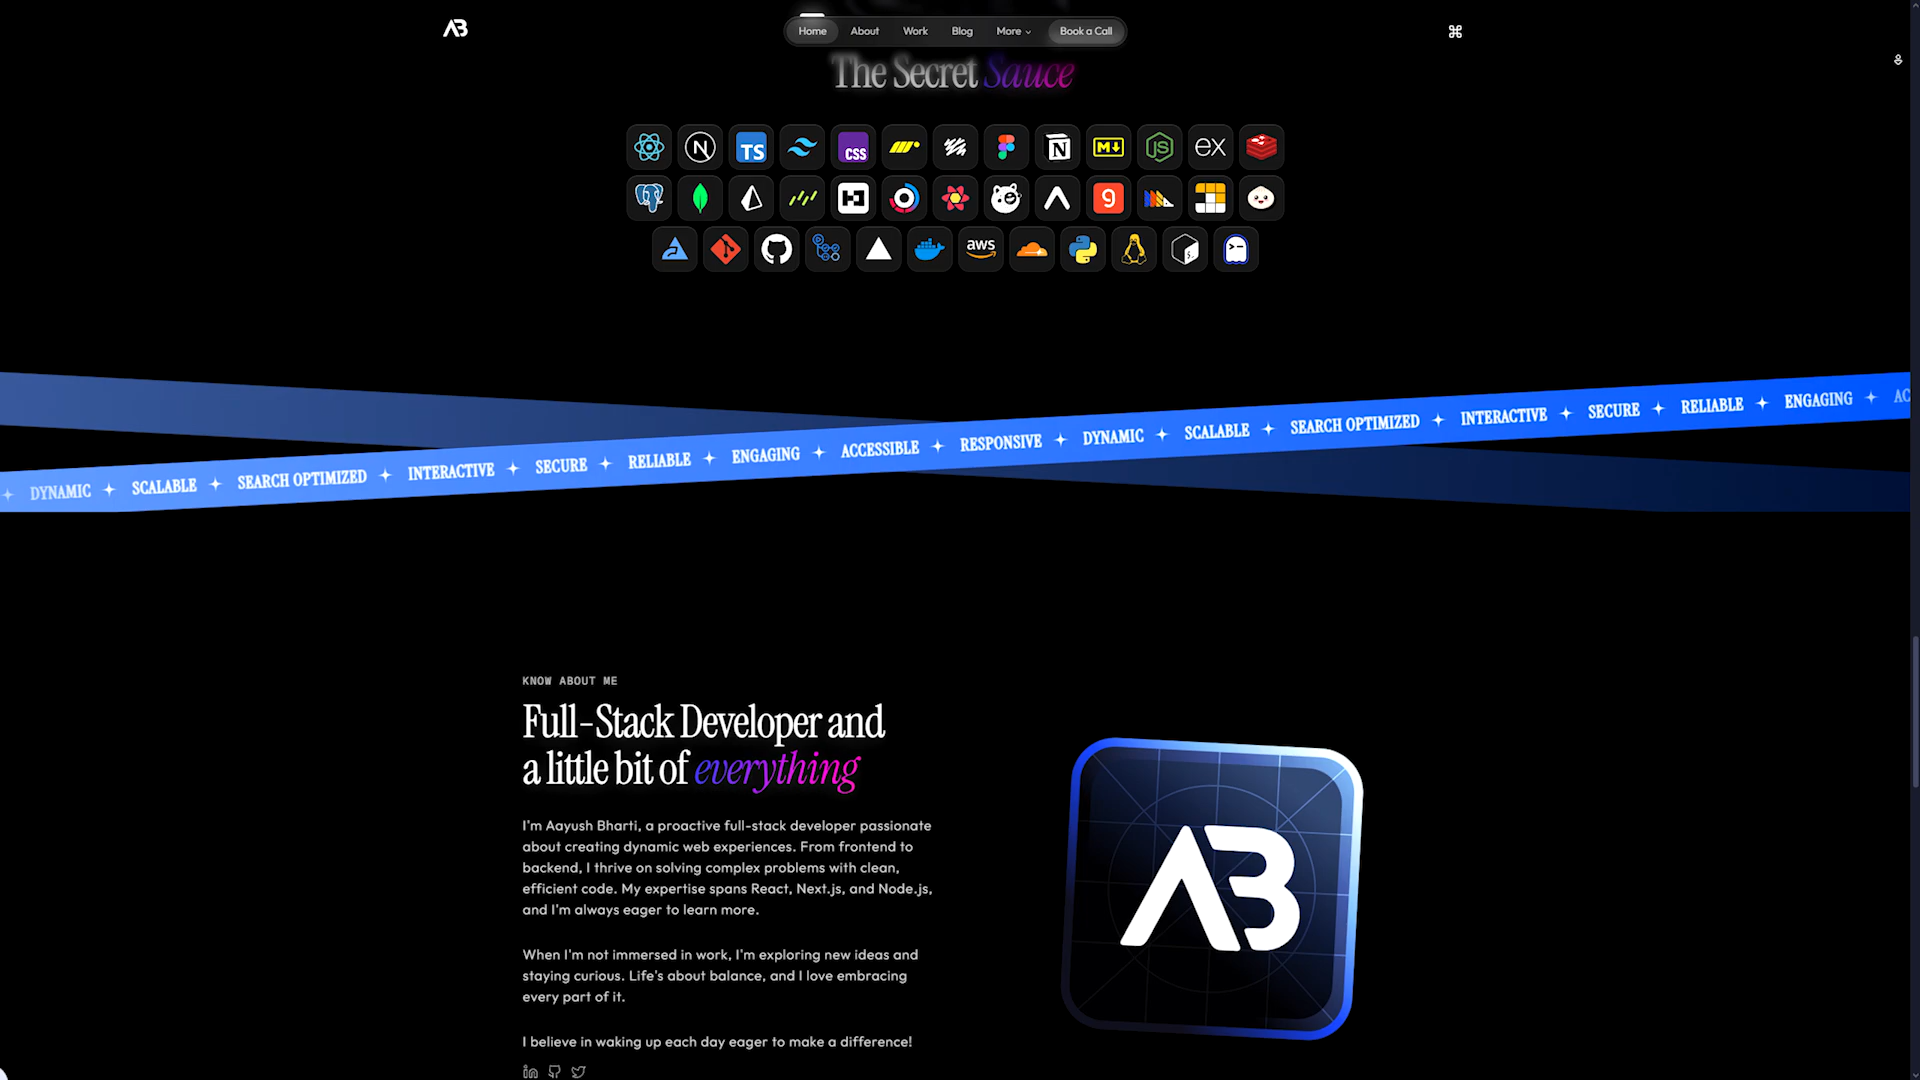 AB
Home About Work Blog More Book a Call
⌘
The Secret Sauce
N TS CSS N M↓ JS ex
g
aws
DYNAMIC SCALABLE SEARCH OPTIMIZED INTERACTIVE SECURE RELIABLE ENGAGING ACCESSIBLE RESPONSIVE DYNAMIC SCALABLE SEARCH OPTIMIZED INTERACTIVE SECURE RELIABLE ENGAGING AC
KNOW ABOUT ME
Full-Stack Developer and
a little bit of everything
I'm Aayush Bharti, a proactive full-stack developer passionate
about creating dynamic web experiences. From frontend to
backend, I thrive on solving complex problems with clean,
efficient code. My expertise spans React, Next.js, and Node.js,
and I'm always eager to learn more.
When I'm not immersed in work, I'm exploring new ideas and
staying curious. Life's about balance, and I love embracing
every part of it.
I believe in waking up each day eager to make a difference!
in
AB